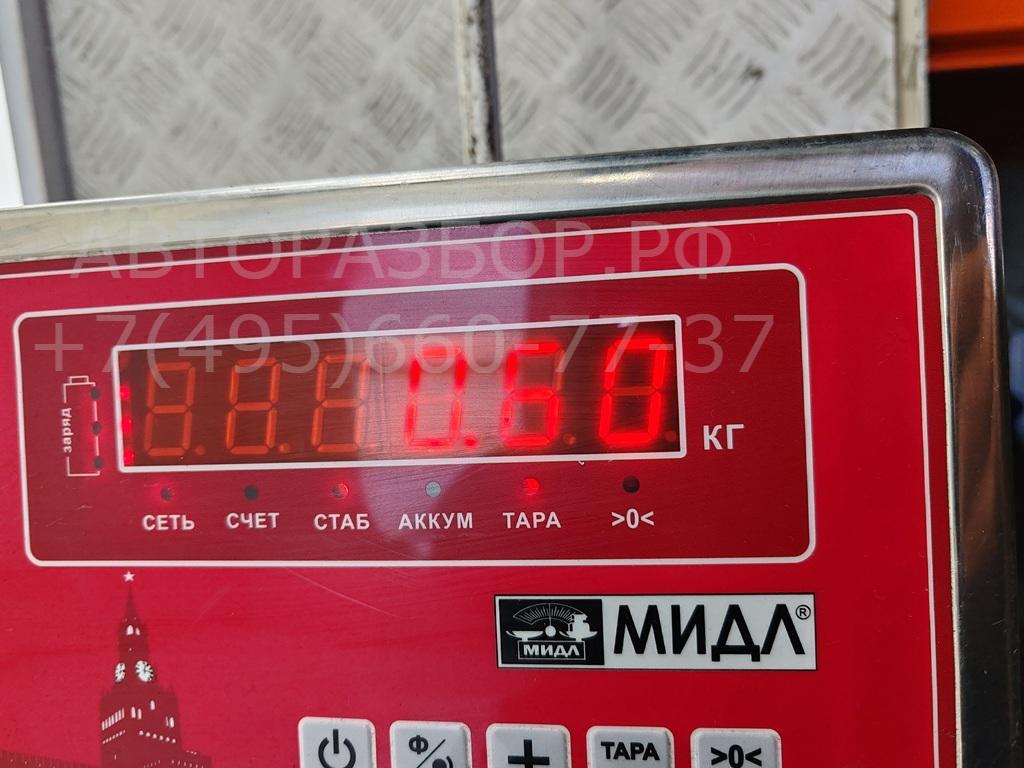 АВТОРАЗБОР.РФ
+7(495)660-77-37
заряд
0.60 КГ
СЕТЬ СЧЕТ СТАБ АККУМ ТАРА >0<
МИДЛ МИДЛ®
Ф + ТАРА >0<